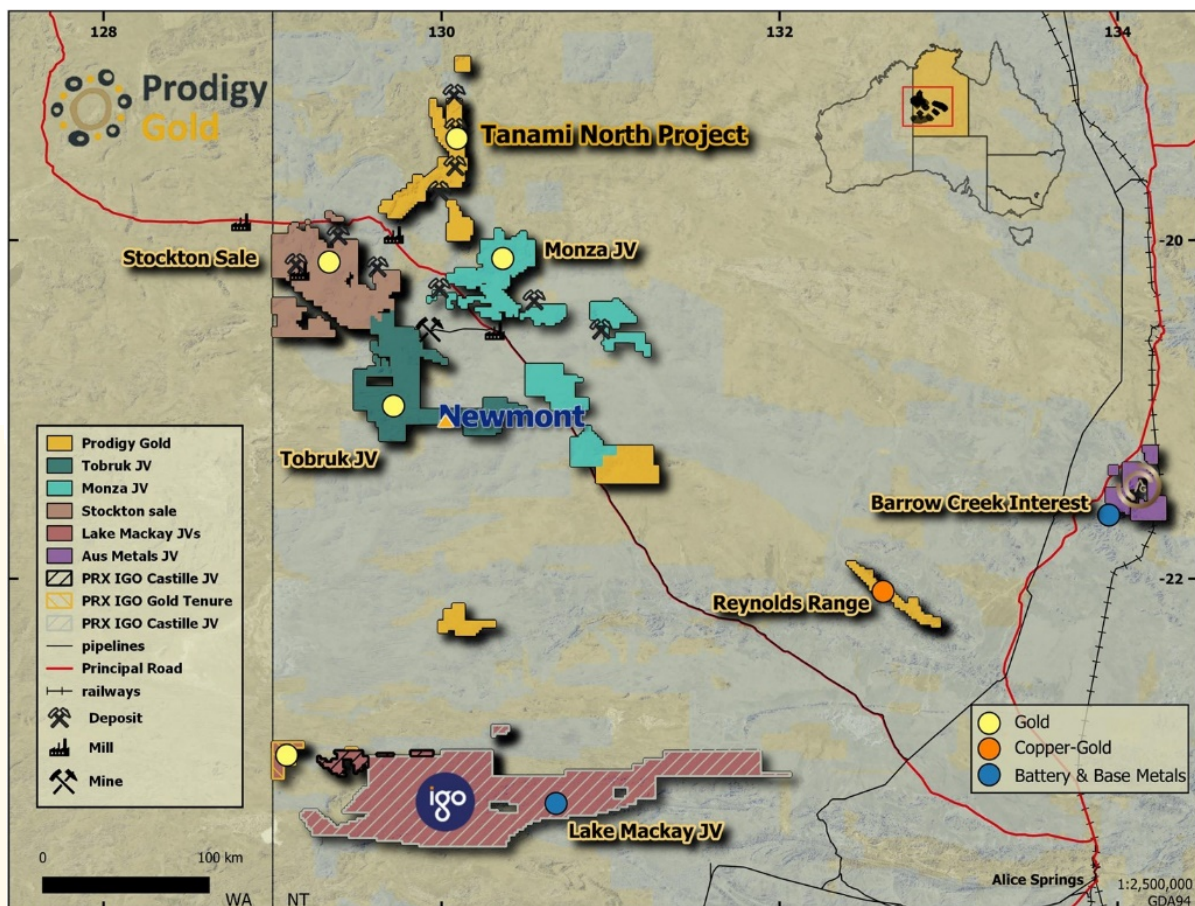 128
130
132
134
Prodigy
Gold
Tanami North Project
-20
Stockton Sale
Monza JV
Newmont
Tobruk JV
Prodigy Gold
Tobruk JV
Monza JV
Stockton sale
Lake Mackay JVs
Aus Metals JV
PRX IGO Castille JV
PRX IGO Gold Tenure
PRX IGO Castille JV
pipelines
Principal Road
railways
Deposit
Mill
Mine
Barrow Creek Interest
-22
Reynolds Range
Gold
Copper-Gold
Battery & Base Metals
igo
Lake Mackay JV
0
100 km
WA
NT
Alice Springs
1:2,500,000
GDA94